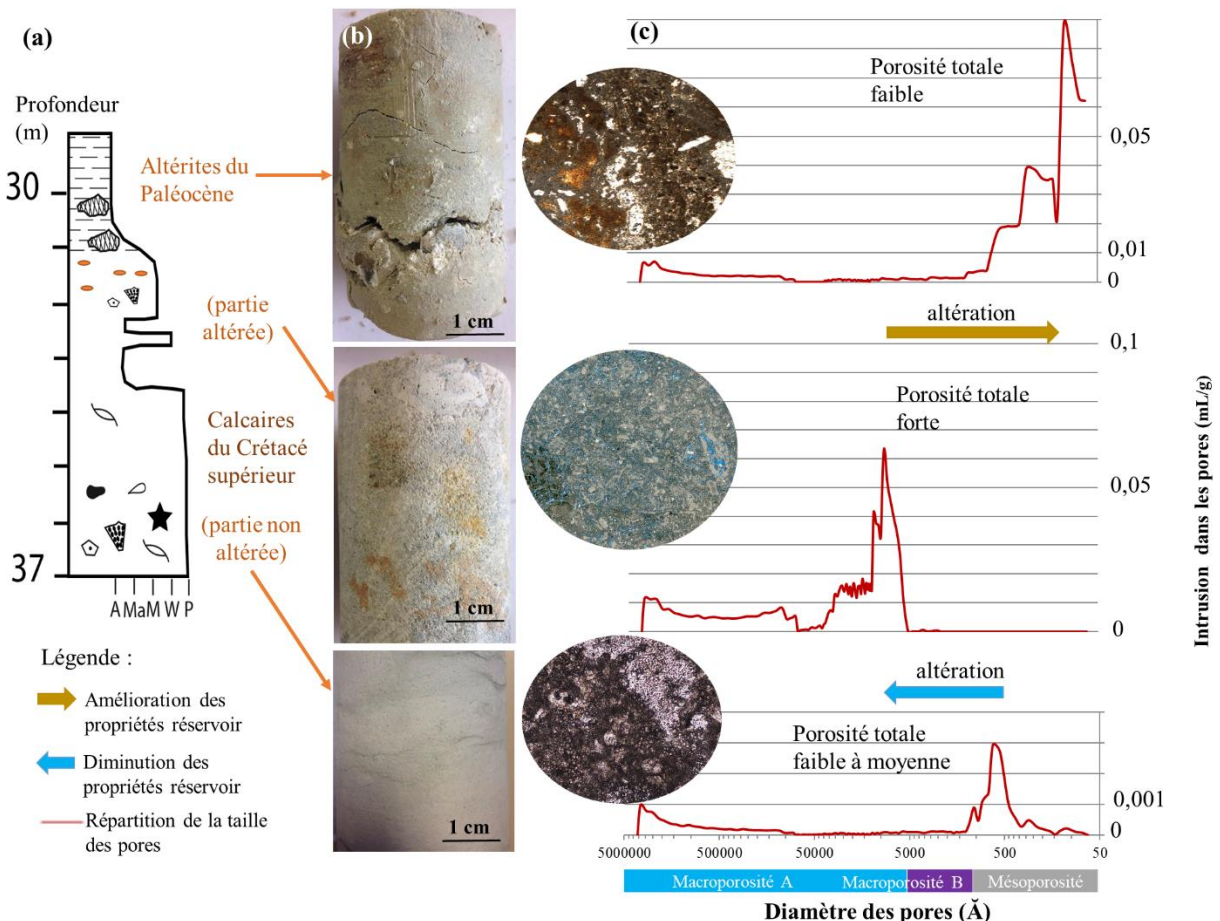 (a)
Profondeur
(m)
30
37
A MaM W P
Altérites du
Paléocène
(partie
altérée)
Calcaires
du Crétacé
supérieur
(partie non
altérée)
Légende :
Amélioration des
propriétés réservoir
Diminution des
propriétés réservoir
Répartition de la taille
des pores
(b)
1 cm
1 cm
1 cm
(c)
Porosité totale
faible
0,05
0,01
0
altération
0,1
Porosité totale
forte
0,05
0
altération
Porosité totale
faible à moyenne
0,001
0
5000000 500000 50000 5000 500 50
Macroporosité A Macroporosité B Mésoporosité
Diamètre des pores (Ă)
Intrusion dans les pores (mL/g)